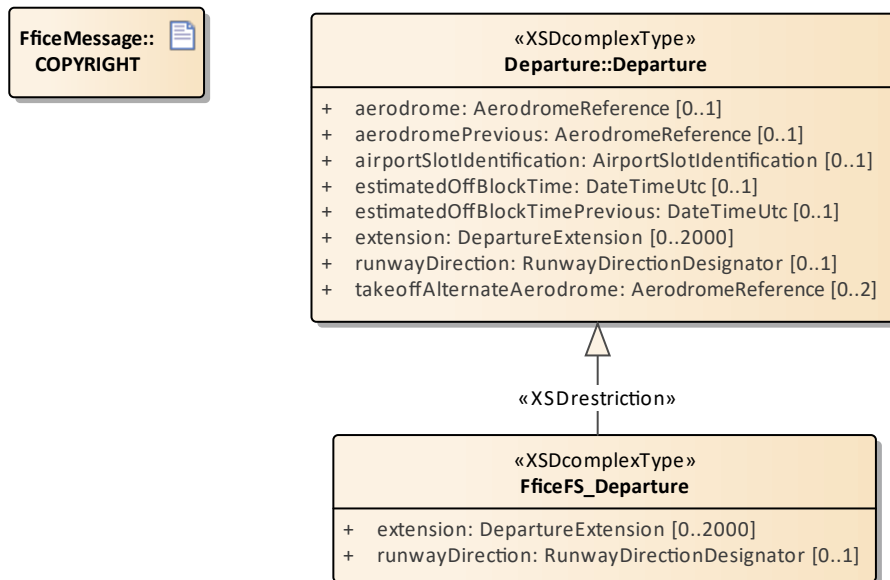 FficeMessage::
COPYRIGHT
«XSDcomplexType»
Departure::Departure
+ aerodrome: AerodromeReference [0..1]
+ aerodromePrevious: AerodromeReference [0..1]
+ airportSlotIdentification: AirportSlotIdentification [0..1]
+ estimatedOffBlockTime: DateTimeUtc [0..1]
+ estimatedOffBlockTimePrevious: DateTimeUtc [0..1]
+ extension: DepartureExtension [0..2000]
+ runwayDirection: RunwayDirectionDesignator [0..1]
+ takeoffAlternateAerodrome: AerodromeReference [0..2]
«XSDrestriction»
«XSDcomplexType»
FficeFS_Departure
+ extension: DepartureExtension [0..2000]
+ runwayDirection: RunwayDirectionDesignator [0..1]